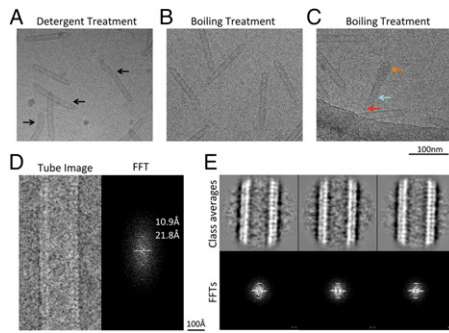 A
Detergent Treatment
B
Boiling Treatment
C
Boiling Treatment
100nm
D
Tube Image
FFT
10.9Å
21.8Å
100Å
E
Class averages
FFTs